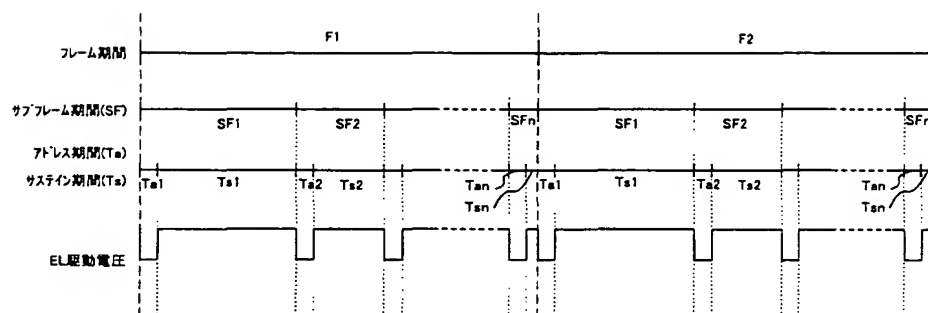 F1 F2
フレーム期間
サブフレーム期間(SF)
SF1 SF2 SFn SF1 SF2 SFn
アドレス期間(Ta)
サステイン期間(Ts)
Ta1 Ts1 Ta2 Ts2 Tan Ta1 Ts1 Ta2 Ts2 Tan
Tsn Tsn
EL駆動電圧